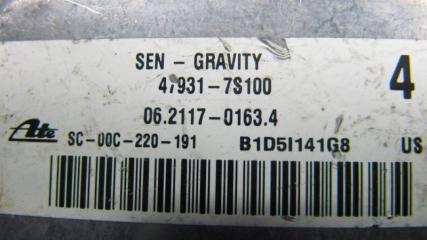 SEN - GRAVITY
47931-7S100
4
06.2117-0163.4
Ate
SC-00C-220-191 B1D5I141G8 US